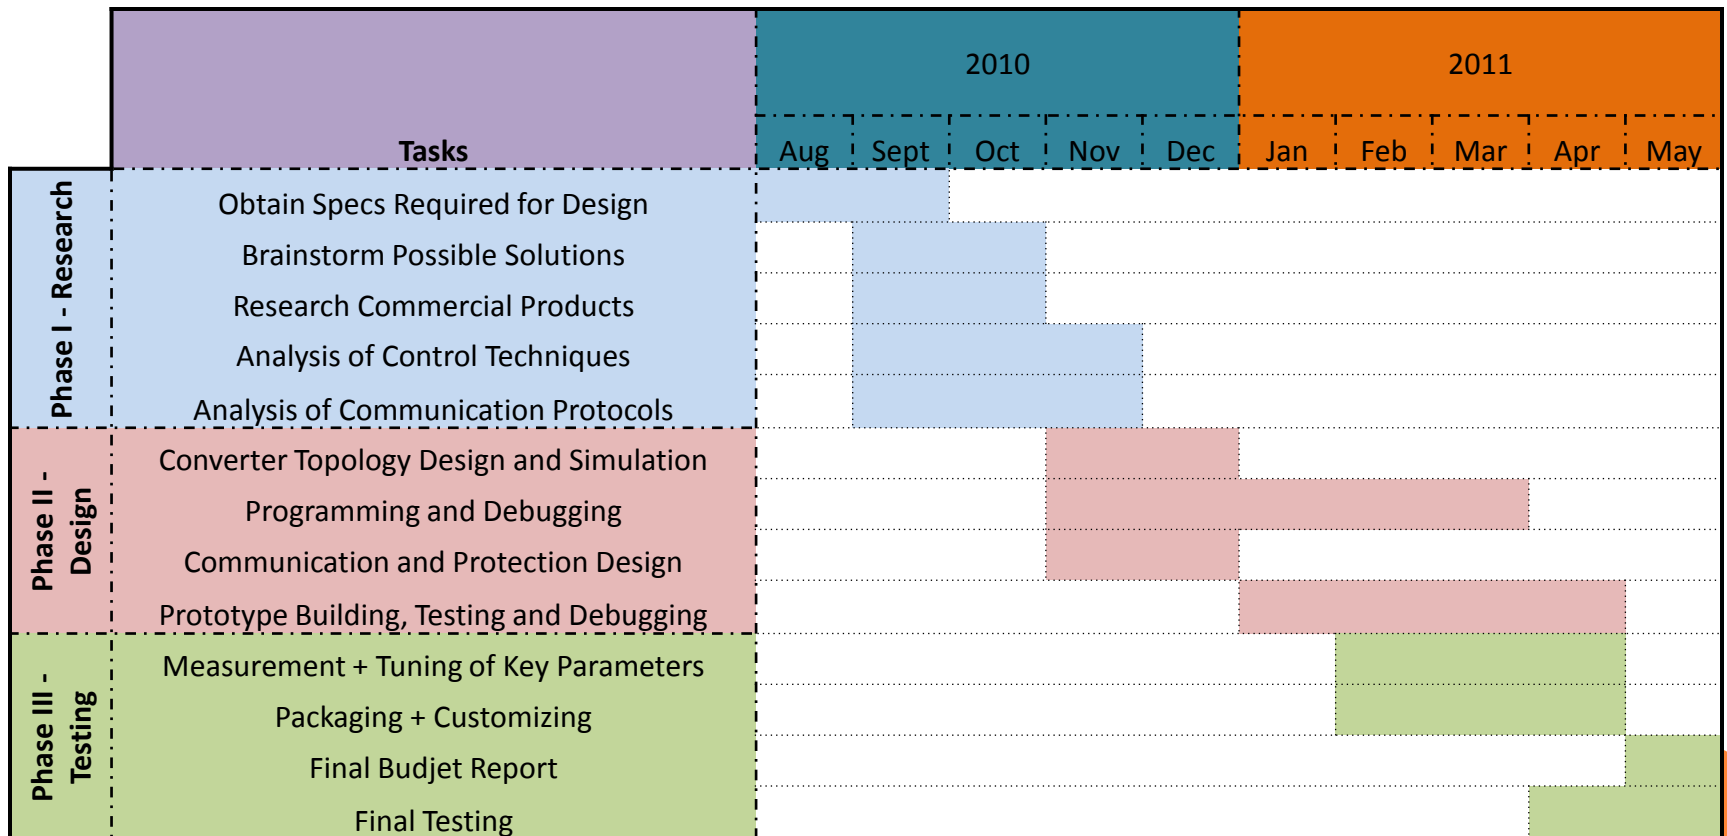 2010
2011
Tasks
Aug Sept Oct Nov Dec Jan Feb Mar Apr May
Phase I - Research
Obtain Specs Required for Design
Brainstorm Possible Solutions
Research Commercial Products
Analysis of Control Techniques
Analysis of Communication Protocols
Phase II -
Design
Converter Topology Design and Simulation
Programming and Debugging
Communication and Protection Design
Prototype Building, Testing and Debugging
Phase III -
Testing
Measurement + Tuning of Key Parameters
Packaging + Customizing
Final Budjet Report
Final Testing